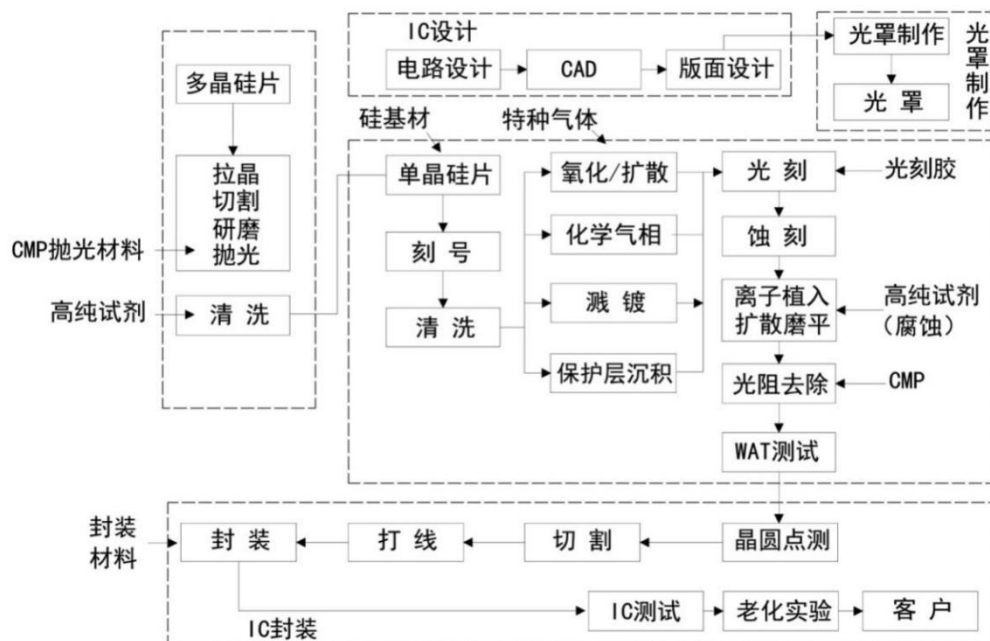 IC设计
电路设计
CAD
版面设计
光罩制作
光罩
光罩制作
多晶硅片
拉晶
切割
研磨
抛光
CMP抛光材料
高纯试剂
清洗
硅基材
特种气体
单晶硅片
刻号
清洗
氧化/扩散
化学气相
溅镀
保护层沉积
光刻
光刻胶
蚀刻
离子植入
扩散磨平
高纯试剂
（腐蚀）
光阻去除
CMP
WAT测试
封装
材料
封装
打线
切割
晶圆点测
IC封装
IC测试
老化实验
客户